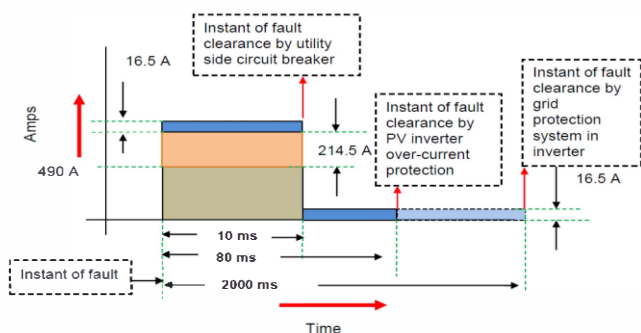 Instant of fault
clearance by utility
side circuit breaker
16.5 A
Instant of fault
clearance by
grid
protection
system in
inverter
Instant of fault
clearance by
PV inverter
over-current
protection
Amps
214.5 A
490 A
16.5 A
10 ms
80 ms
Instant of fault
2000 ms
Time